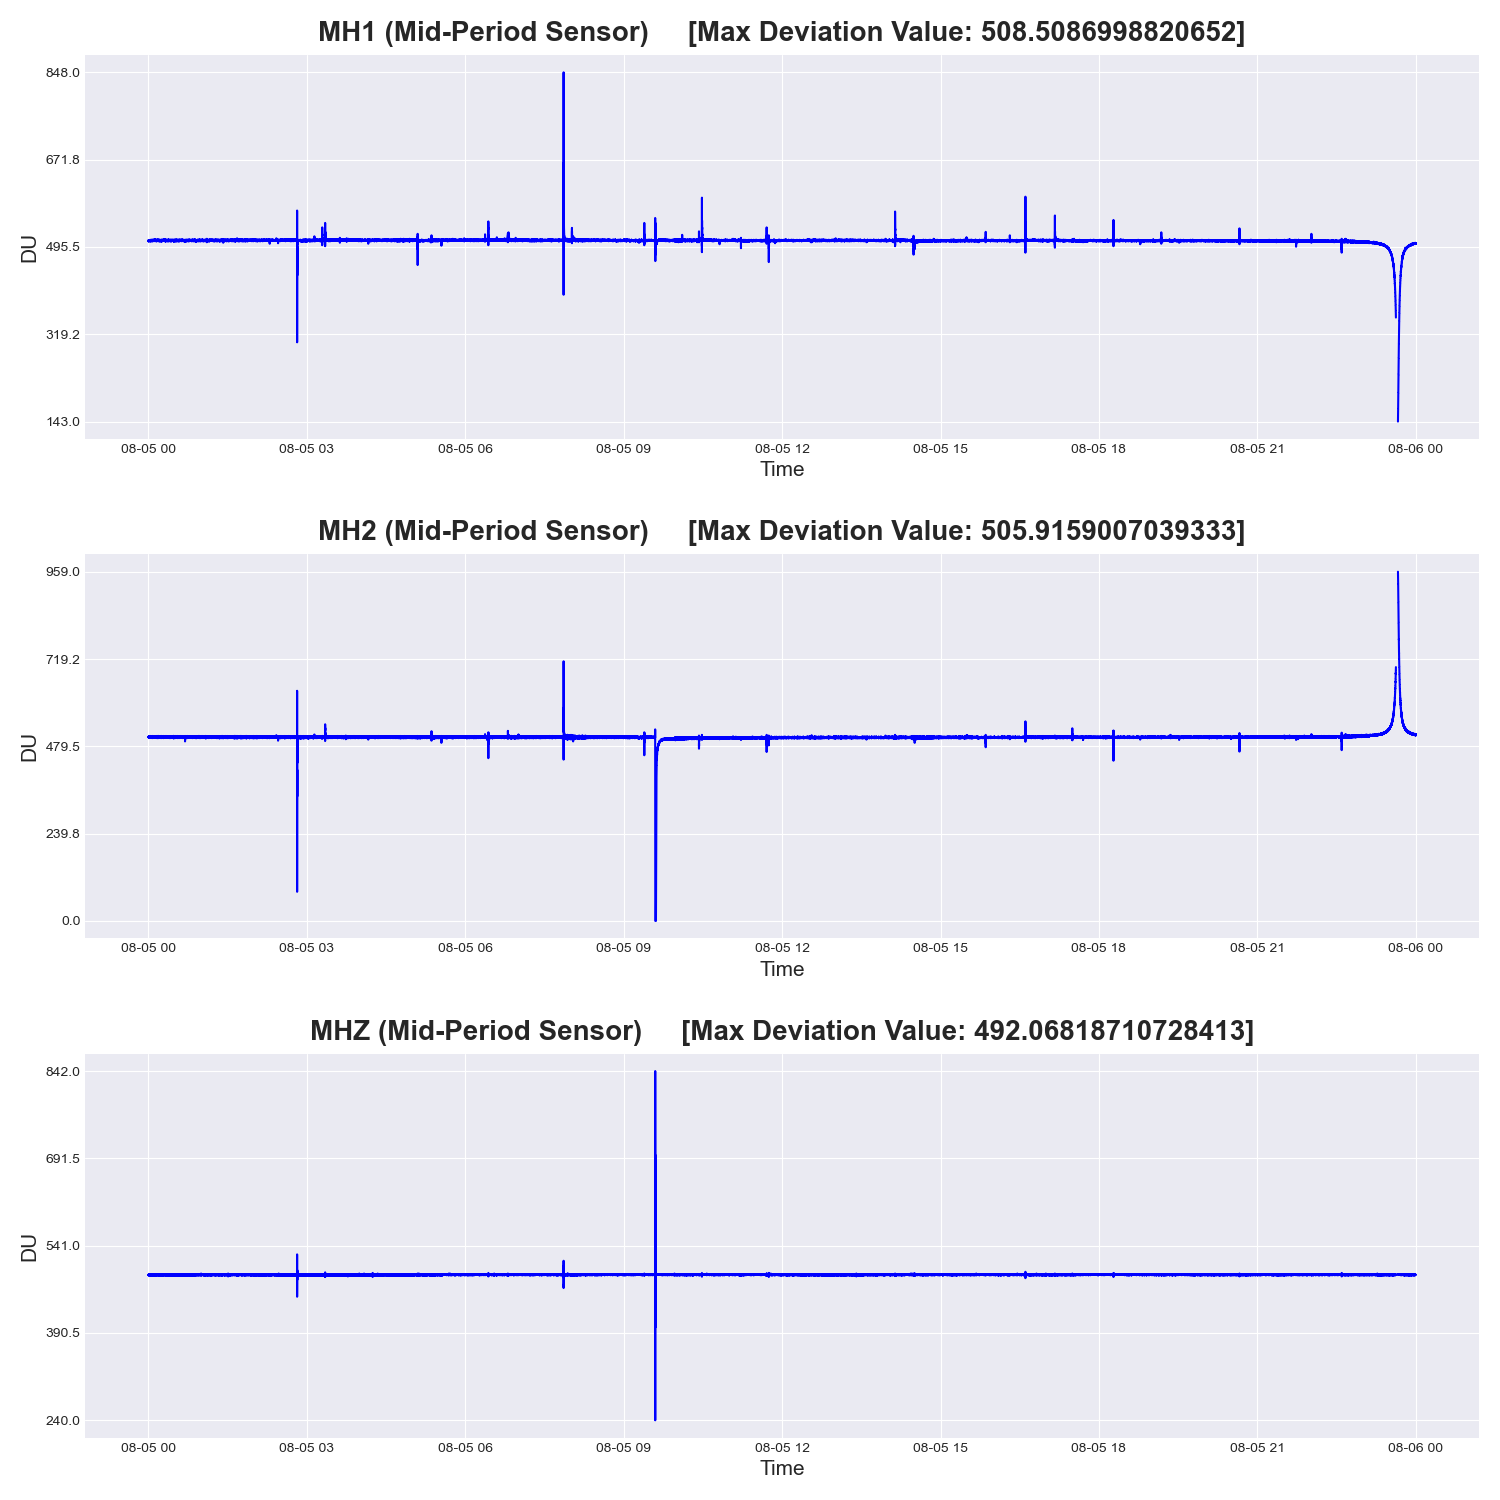 MH1 (Mid-Period Sensor) [Max Deviation Value: 508.5086998820652]
848.0
671.8
495.5
319.2
143.0
DU
08-05 00 08-05 03 08-05 06 08-05 09 08-05 12 08-05 15 08-05 18 08-05 21 08-06 00
Time
MH2 (Mid-Period Sensor) [Max Deviation Value: 505.9159007039333]
959.0
719.2
479.5
239.8
0.0
DU
08-05 00 08-05 03 08-05 06 08-05 09 08-05 12 08-05 15 08-05 18 08-05 21 08-06 00
Time
MHZ (Mid-Period Sensor) [Max Deviation Value: 492.06818710728413]
842.0
691.5
541.0
390.5
240.0
DU
08-05 00 08-05 03 08-05 06 08-05 09 08-05 12 08-05 15 08-05 18 08-05 21 08-06 00
Time